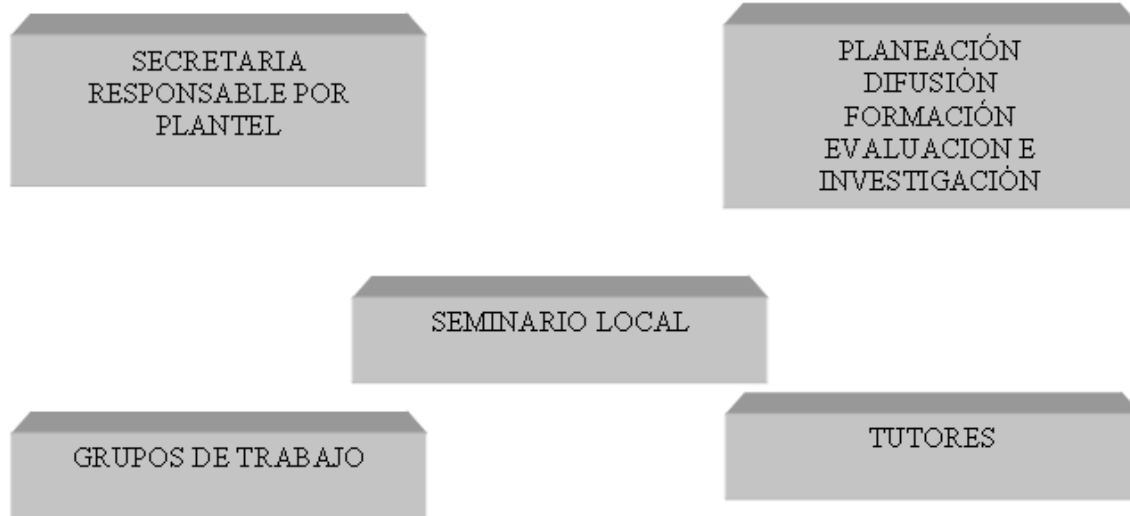 SECRETARIA
RESPONSABLE POR
PLANTEL
PLANEACIÓN
DIFUSIÓN
FORMACIÓN
EVALUACION E
INVESTIGACIÓN
SEMINARIO LOCAL
GRUPOS DE TRABAJO
TUTORES